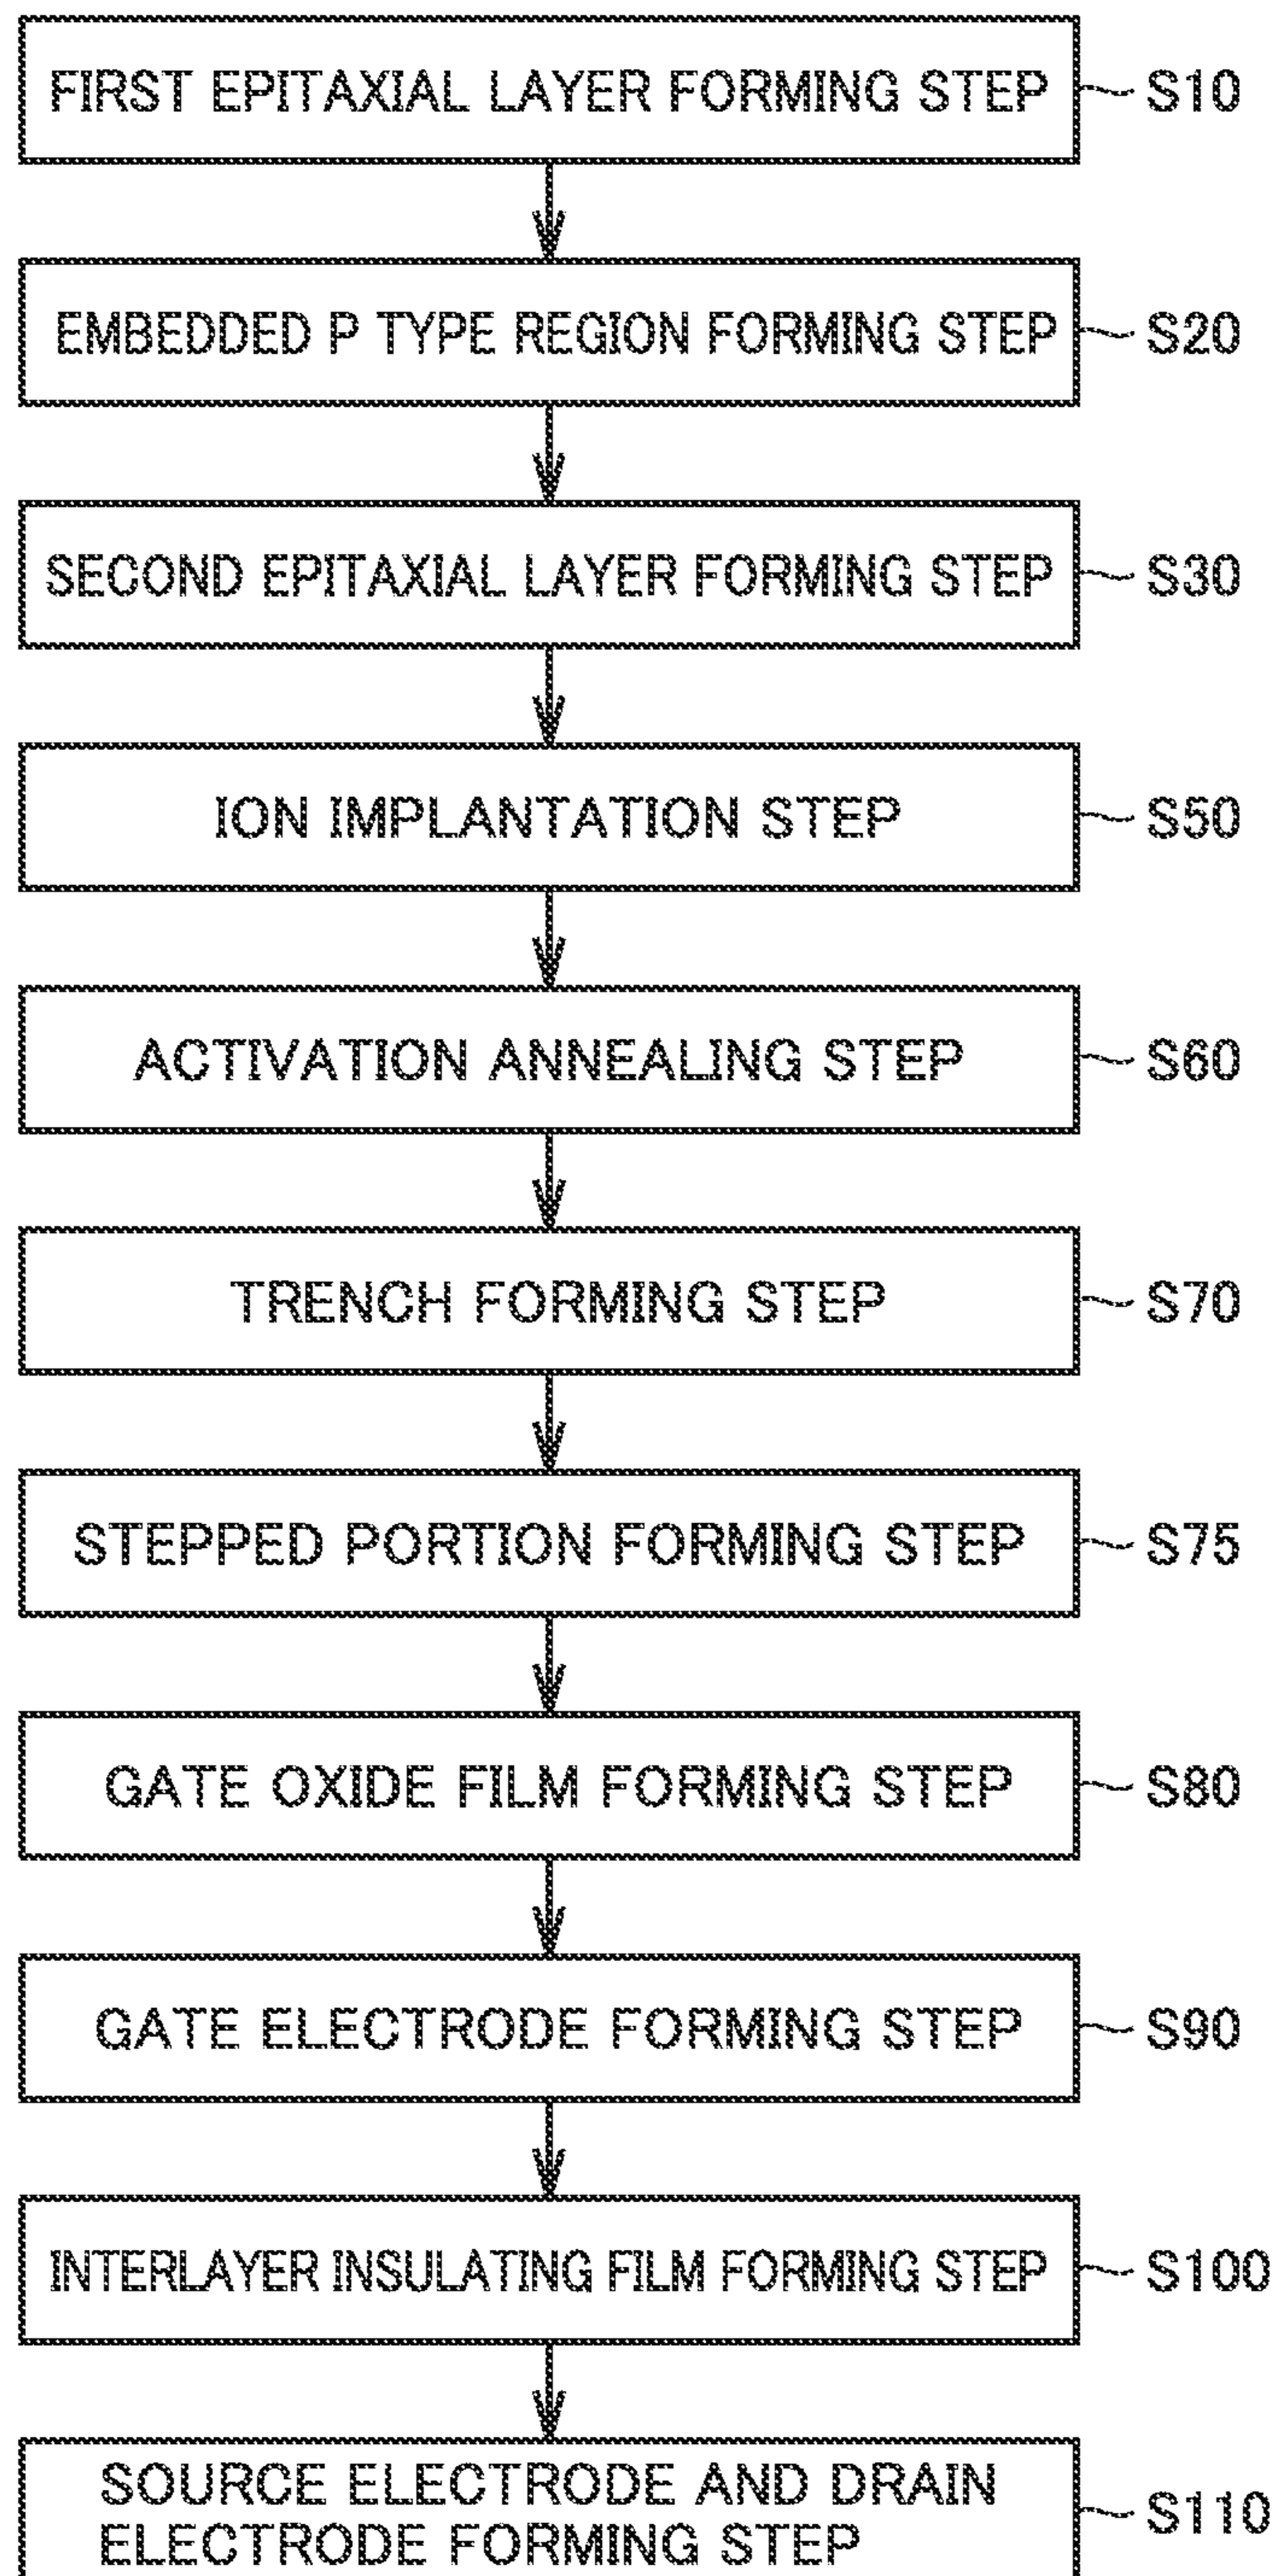 FIRST EPITAXIAL LAYER FORMING STEP S10
EMBEDDED P TYPE REGION FORMING STEP S20
SECOND EPITAXIAL LAYER FORMING STEP S30
ION IMPLANTATION STEP S50
ACTIVATION ANNEALING STEP S60
TRENCH FORMING STEP S70
STEPPED PORTION FORMING STEP S75
GATE OXIDE FILM FORMING STEP S80
GATE ELECTRODE FORMING STEP S90
INTERLAYER INSULATING FILM FORMING STEP S100
SOURCE ELECTRODE AND DRAIN
ELECTRODE FORMING STEP
S110